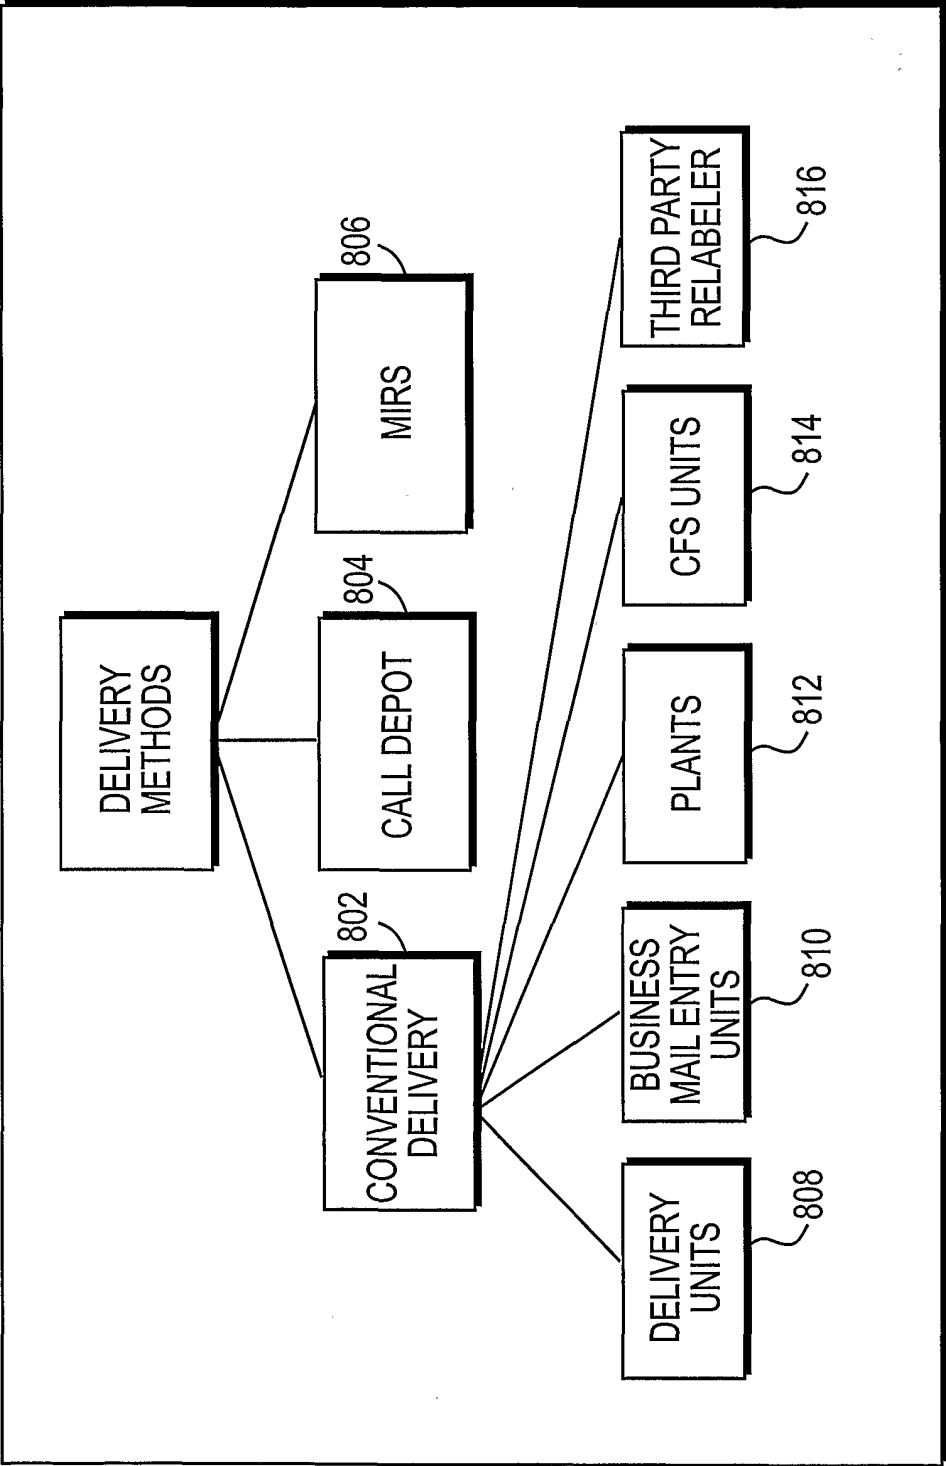 DELIVERY
METHODS
802
CONVENTIONAL
DELIVERY
804
CALL DEPOT
806
MIRS
DELIVERY
UNITS
808
BUSINESS
MAIL ENTRY
UNITS
810
PLANTS
812
CFS UNITS
814
THIRD PARTY
RELABELER
816